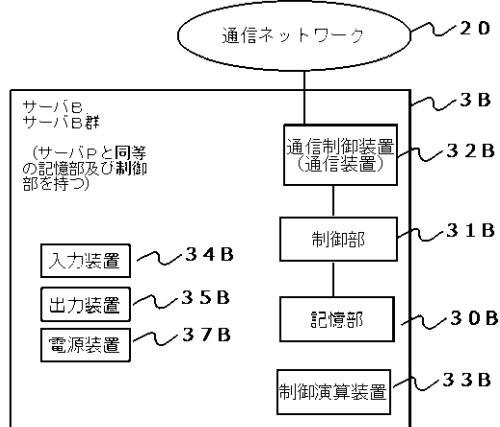 通信ネットワーク
20
3B
サーバB
サーバB群
(サーバPと同等
の記憶部及び制御
部を持つ)
通信制御装置
(通信装置)
32B
制御部
31B
入力装置
34B
出力装置
35B
記憶部
30B
電源装置
37B
制御演算装置
33B